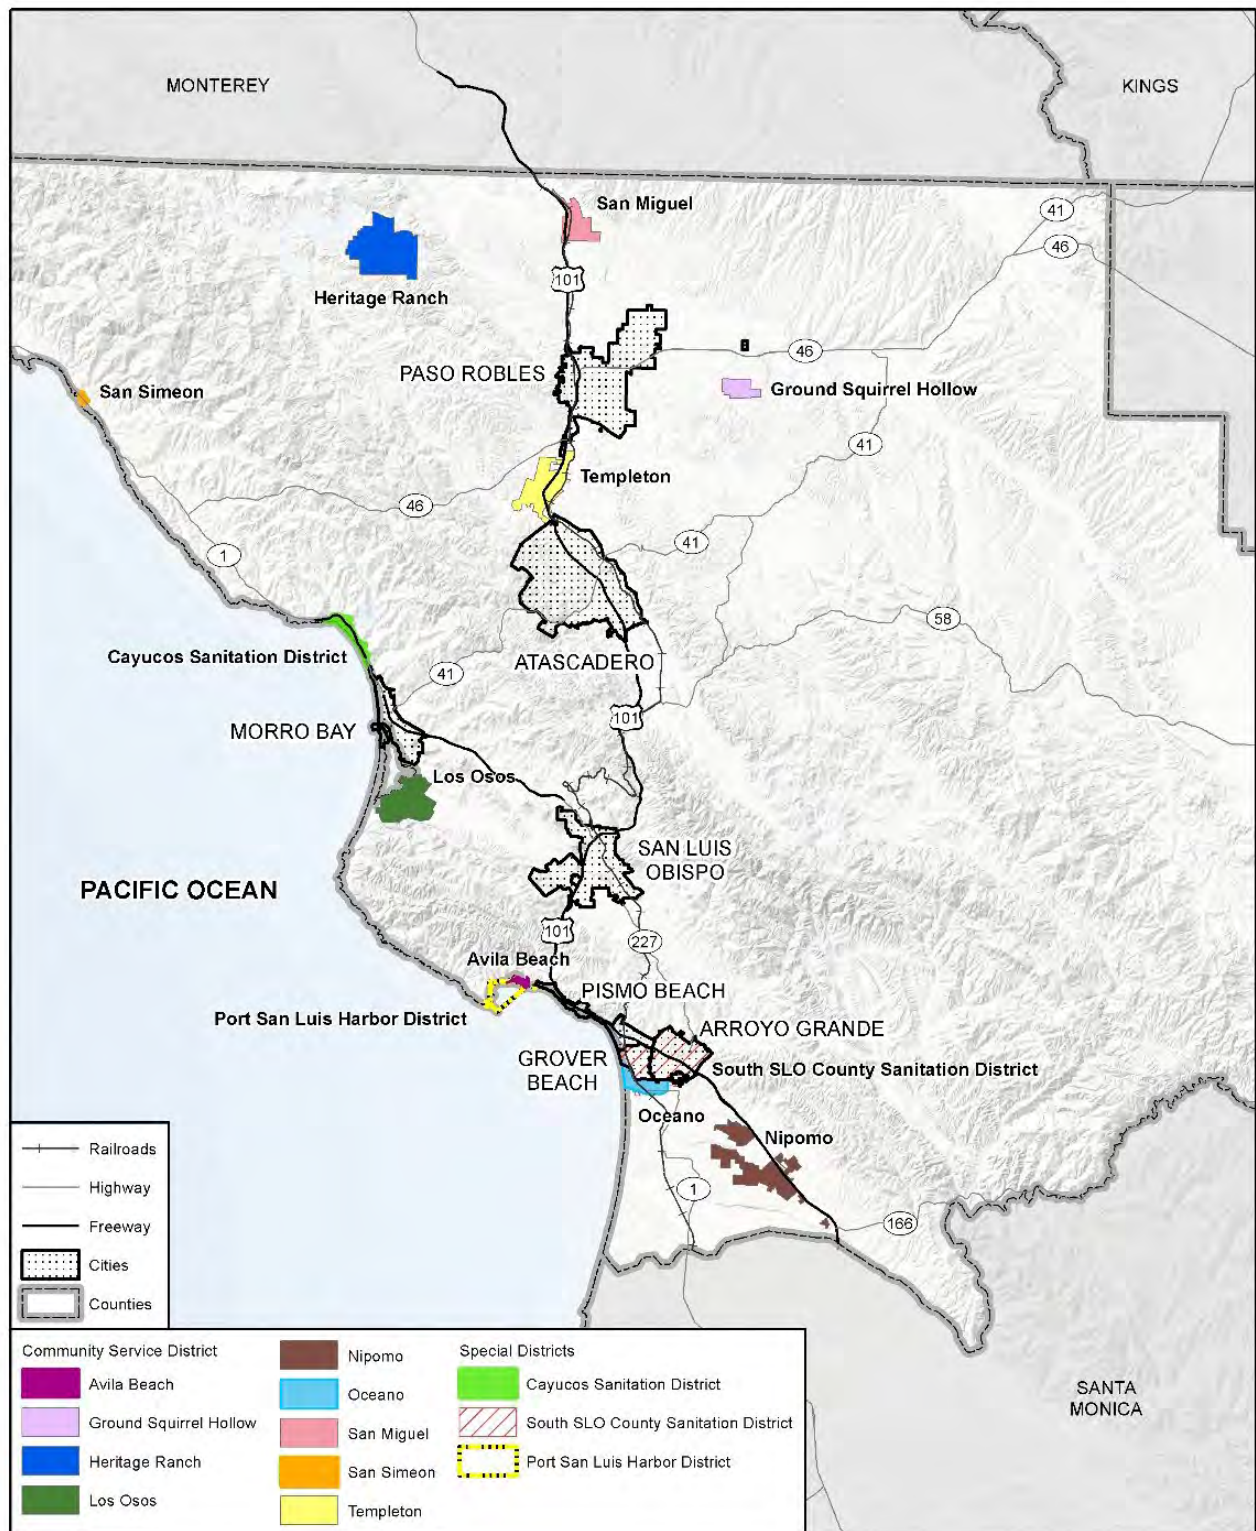 MONTEREY
KINGS
San Miguel
41
46
101
Heritage Ranch
46
PASO ROBLES
San Simeon
Ground Squirrel Hollow
41
Templeton
46
41
1
58
Cayucos Sanitation District
ATASCADERO
41
101
MORRO BAY
Los Osos
SAN LUIS
OBISPO
PACIFIC OCEAN
101
227
Avila Beach
PISMO BEACH
Port San Luis Harbor District
ARROYO GRANDE
GROVER
BEACH
South SLO County Sanitation District
Oceano
Nipomo
1
166
Railroads
Highway
Freeway
Cities
Counties
Community Service District
Avila Beach
Ground Squirrel Hollow
Heritage Ranch
Los Osos
Nipomo
Oceano
San Miguel
San Simeon
Templeton
Special Districts
Cayucos Sanitation District
South SLO County Sanitation District
Port San Luis Harbor District
SANTA
MONICA